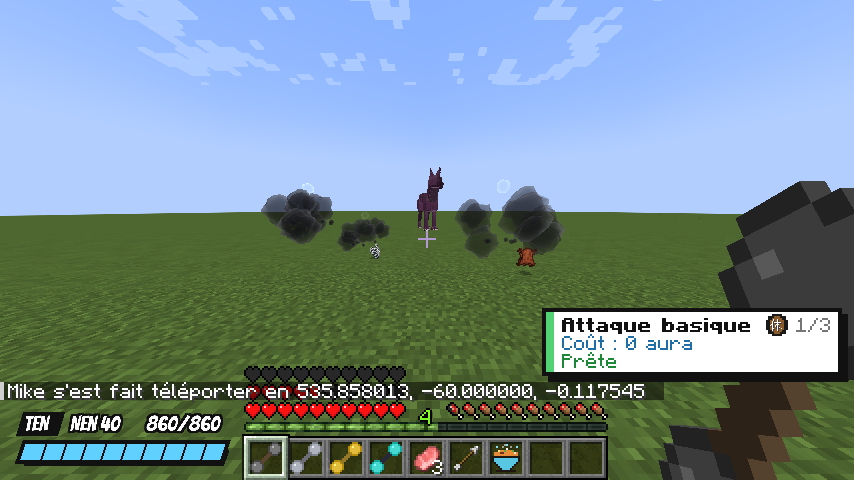 Attaque basique 1/3
Coût : 0 aura
Prête
Mike s'est fait téléporter en 535.858013, -60.000000, -0.117545
TEN NEN 40 860/860
4
3